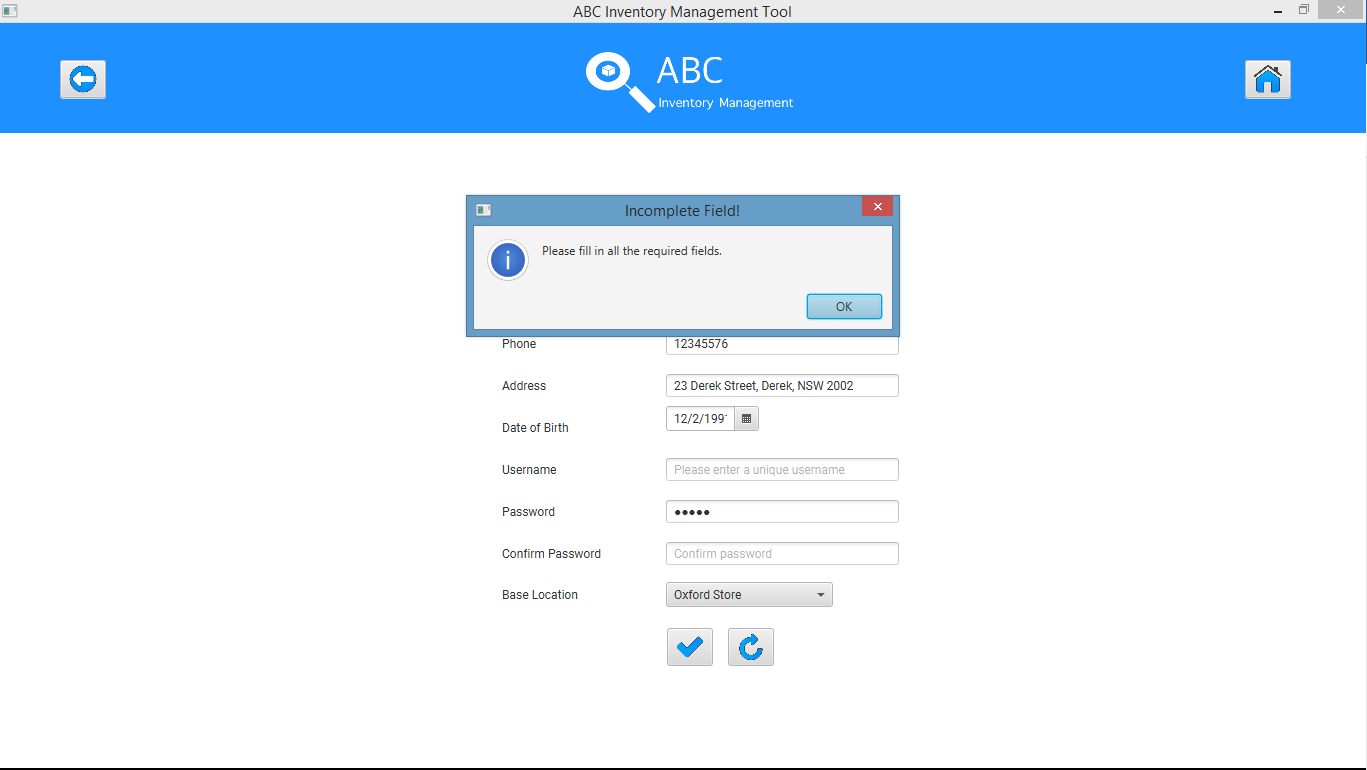 ABC Inventory Management Tool
ABC
Inventory Management
Incomplete Field!
Please fill in all the required fields.
OK
Phone 12345576
Address 23 Derek Street, Derek, NSW 2002
Date of Birth 12/2/199
Username Please enter a unique username
Password •••••
Confirm Password Confirm password
Base Location Oxford Store